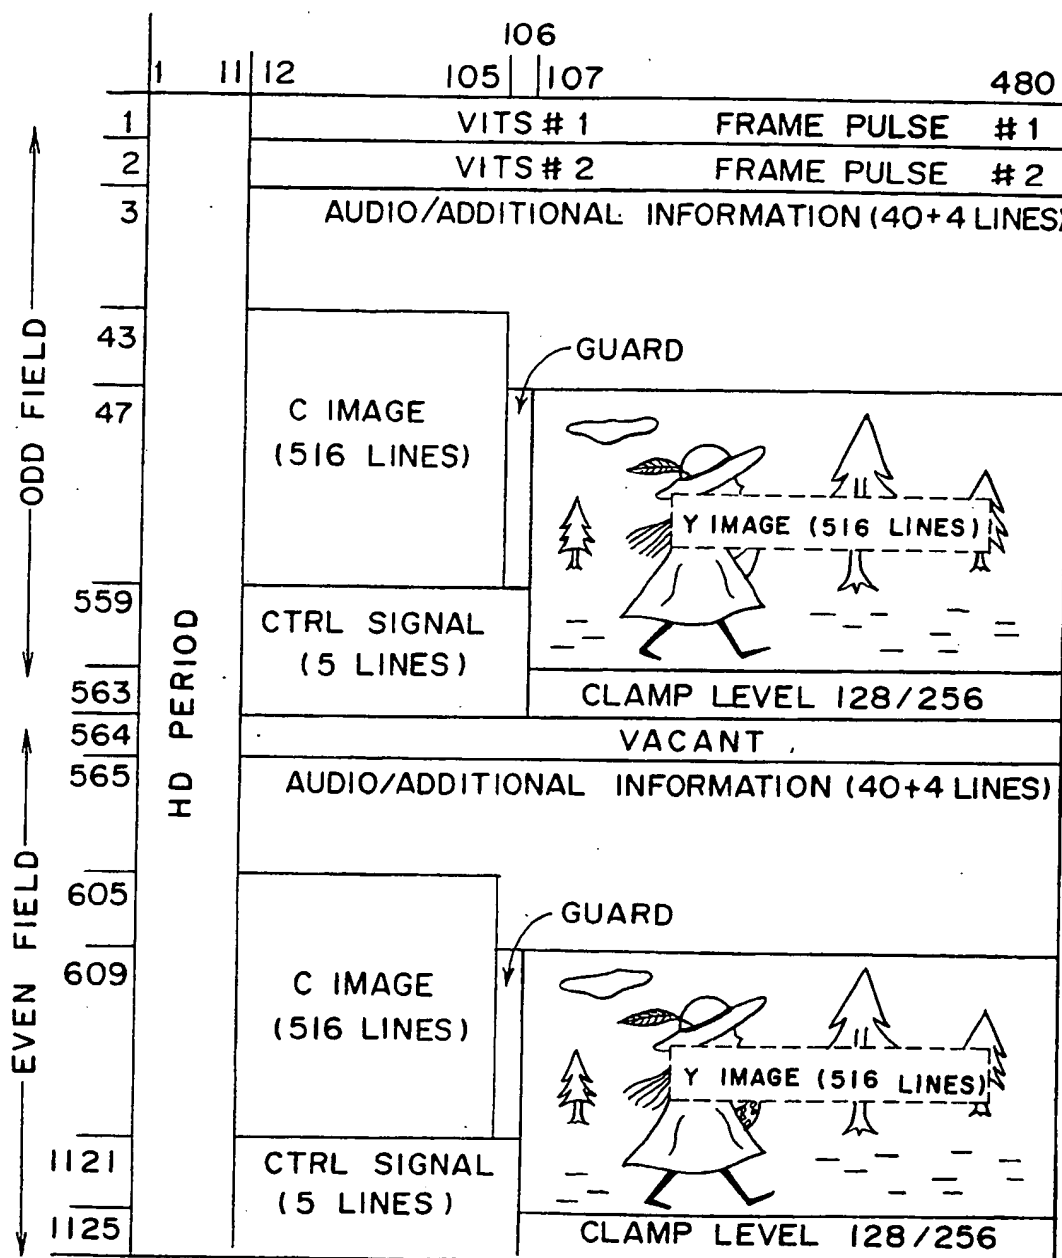 106
1 11 12 105 107 480
1 VITS # 1 FRAME PULSE # 1
2 VITS # 2 FRAME PULSE # 2
3 AUDIO/ADDITIONAL INFORMATION (40+4 LINES)
ODD FIELD
43
GUARD
47
C IMAGE
(516 LINES)
Y IMAGE (516 LINES)
559
CTRL SIGNAL
(5 LINES)
HD PERIOD
563 CLAMP LEVEL 128/256
564 VACANT
565 AUDIO/ADDITIONAL INFORMATION (40+4 LINES)
EVEN FIELD
605
GUARD
609
C IMAGE
(516 LINES)
Y IMAGE (516 LINES)
1121 CTRL SIGNAL
(5 LINES)
1125 CLAMP LEVEL 128/256